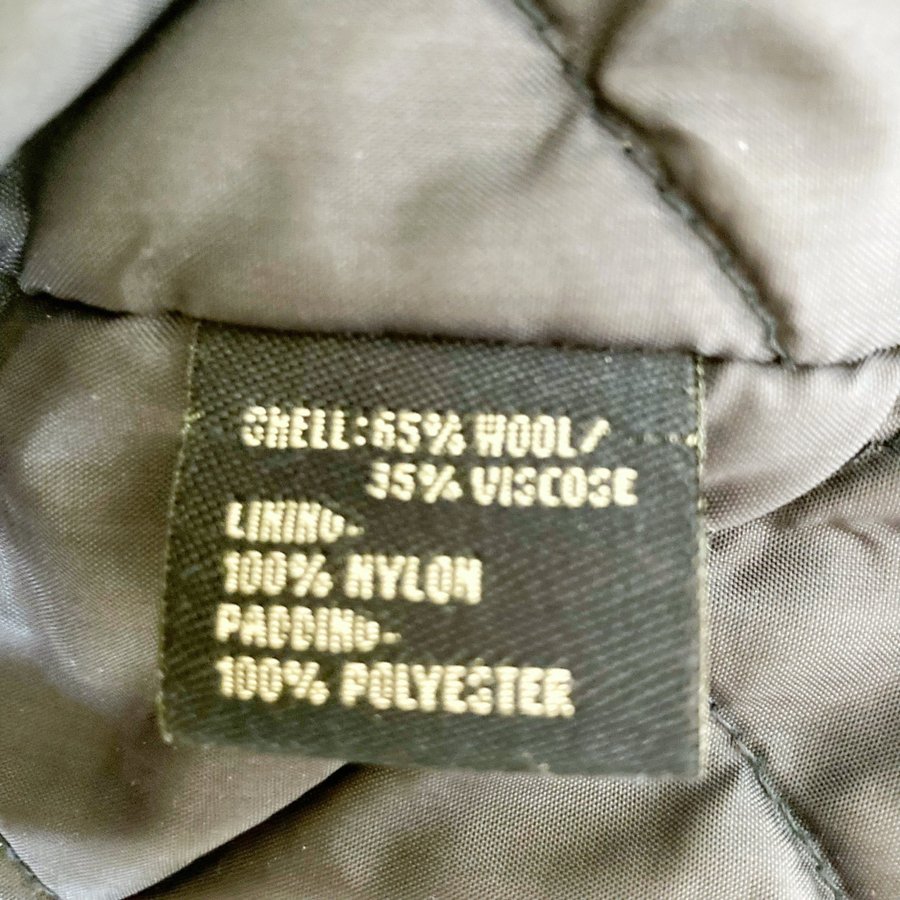 SHELL: 65% WOOL/
35% VISCOSE
LINING-
100% NYLON
PADDING-
100% POLYESTER